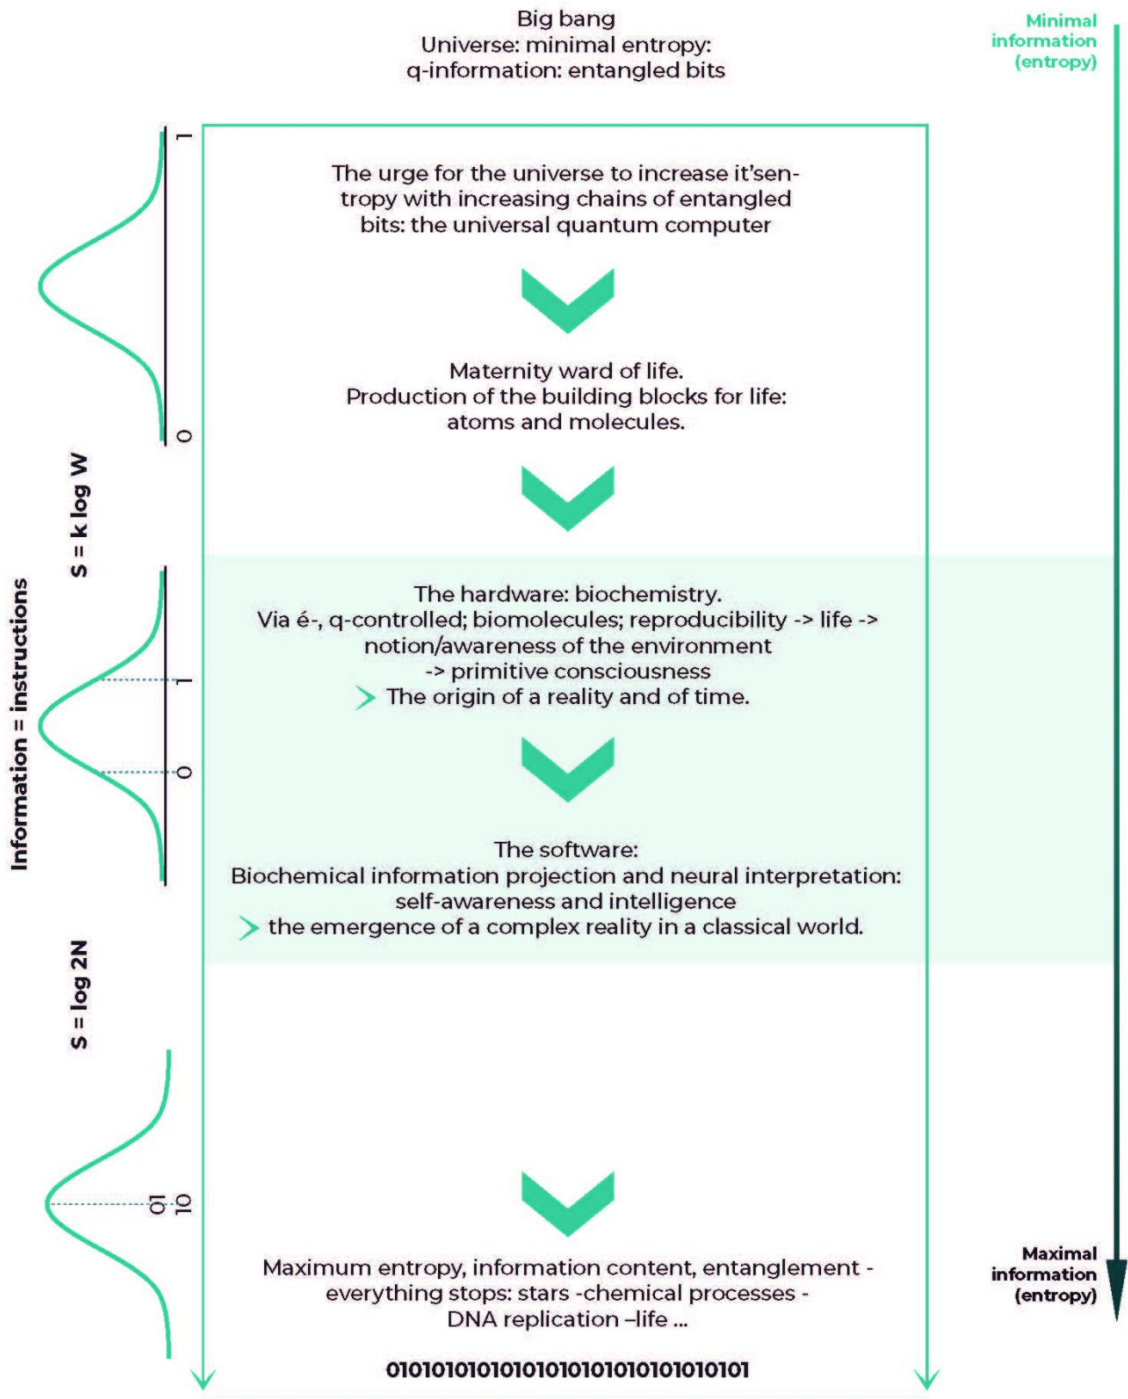 Big bang
Universe: minimal entropy:
q-information: entangled bits
Minimal
information
(entropy)
1
The urge for the universe to increase it'sen-
tropy with increasing chains of entangled
bits: the universal quantum computer
Maternity ward of life.
Production of the building blocks for life:
atoms and molecules.
0
S = k log W
Information = instructions
The hardware: biochemistry.
Via é-, q-controlled; biomolecules; reproducibility -> life ->
notion/awareness of the environment
-> primitive consciousness
The origin of a reality and of time.
1
0
The software:
Biochemical information projection and neural interpretation:
self-awareness and intelligence
the emergence of a complex reality in a classical world.
S = log 2N
01
10
Maximum entropy, information content, entanglement -
everything stops: stars -chemical processes -
DNA replication –life ...
Maximal
information
(entropy)
01010101010101010101010101010101